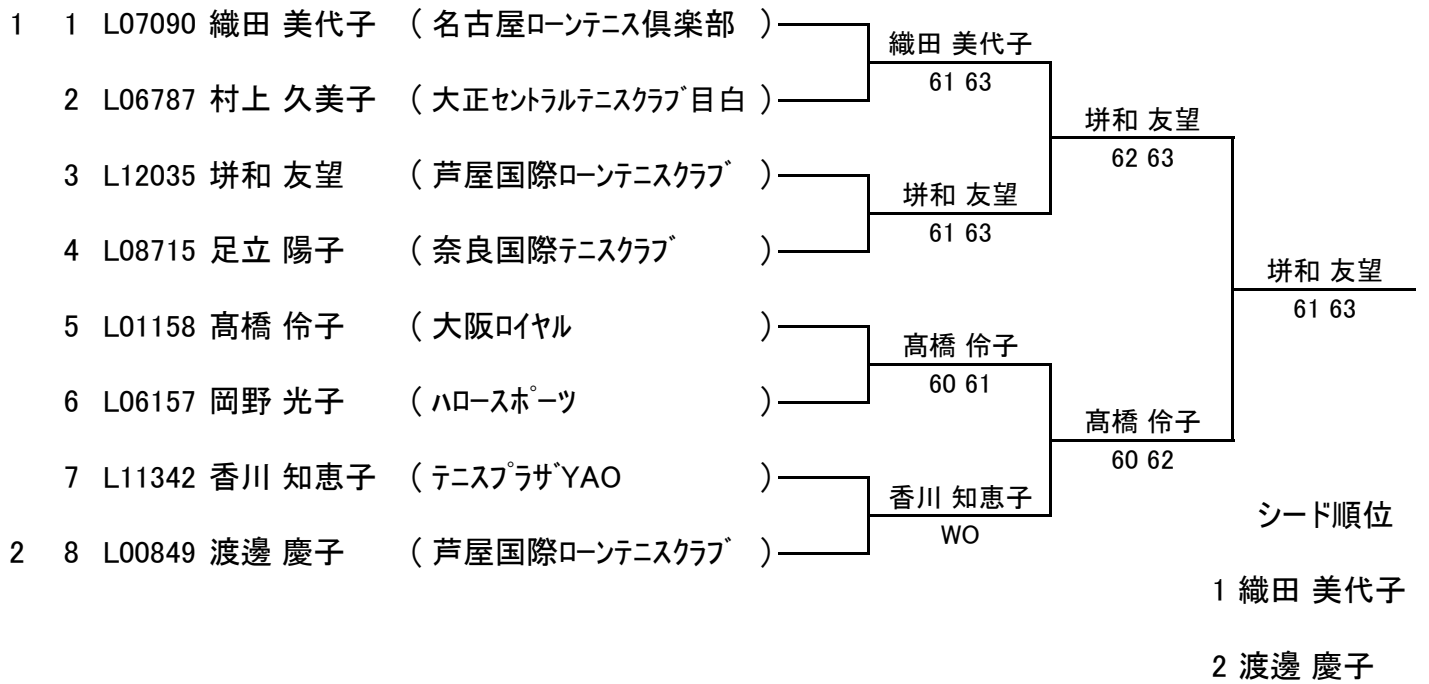 1 1 L07090 織田 美代子 ( 名古屋ローンテニス倶楽部 )
織田 美代子
61 63
2 L06787 村上 久美子 ( 大正セントラルテニスクラブ目白 )
垪和 友望
62 63
3 L12035 垪和 友望 ( 芦屋国際ローンテニスクラブ )
垪和 友望
61 63
4 L08715 足立 陽子 ( 奈良国際テニスクラブ )
垪和 友望
61 63
5 L01158 髙橋 伶子 ( 大阪ロイヤル )
髙橋 伶子
60 61
6 L06157 岡野 光子 ( ハロースポーツ )
髙橋 伶子
60 62
7 L11342 香川 知恵子 ( テニスプラザYAO )
香川 知恵子
WO
2 8 L00849 渡邊 慶子 ( 芦屋国際ローンテニスクラブ )
シード順位
1 織田 美代子
2 渡邊 慶子